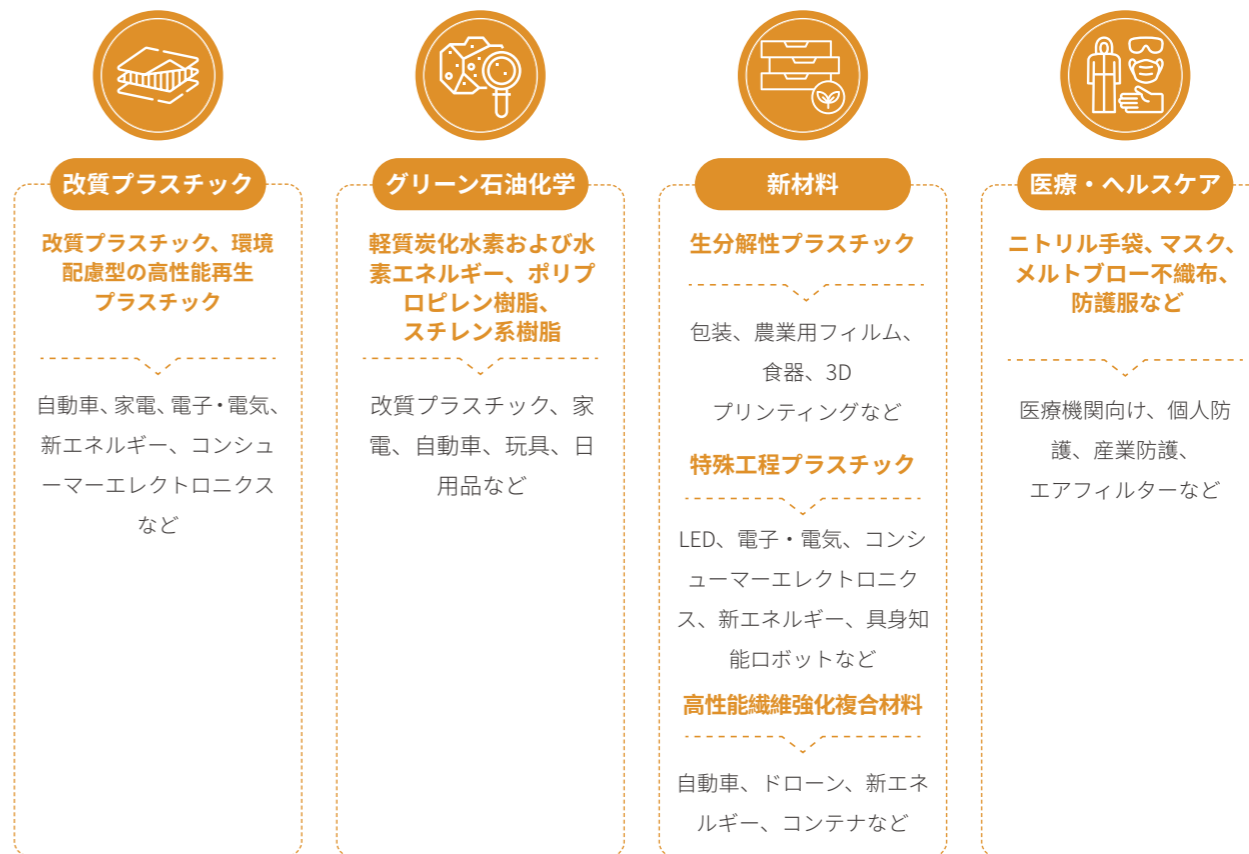 改質プラスチック
改質プラスチック、環境
配慮型の高性能再生
プラスチック
自動車、家電、電子・電気、
新エネルギー、コンシュ
ーマーエレクトロニクス
など
グリーン石油化学
軽質炭化水素および水
素エネルギー、ポリプ
ロピレン樹脂、
スチレン系樹脂
改質プラスチック、家
電、自動車、玩具、日
用品など
新材料
生分解性プラスチック
包装、農業用フィルム、
食器、3D
プリンティングなど
特殊工程プラスチック
LED、電子・電気、コンシ
ューマーエレクトロニク
ス、新エネルギー、具身知
能ロボットなど
高性能繊維強化複合材料
自動車、ドローン、新エネ
ルギー、コンテナなど
医療・ヘルスケア
ニトリル手袋、マスク、
メルトブロー不織布、
防護服など
医療機関向け、個人防
護、産業防護、
エアフィルターなど